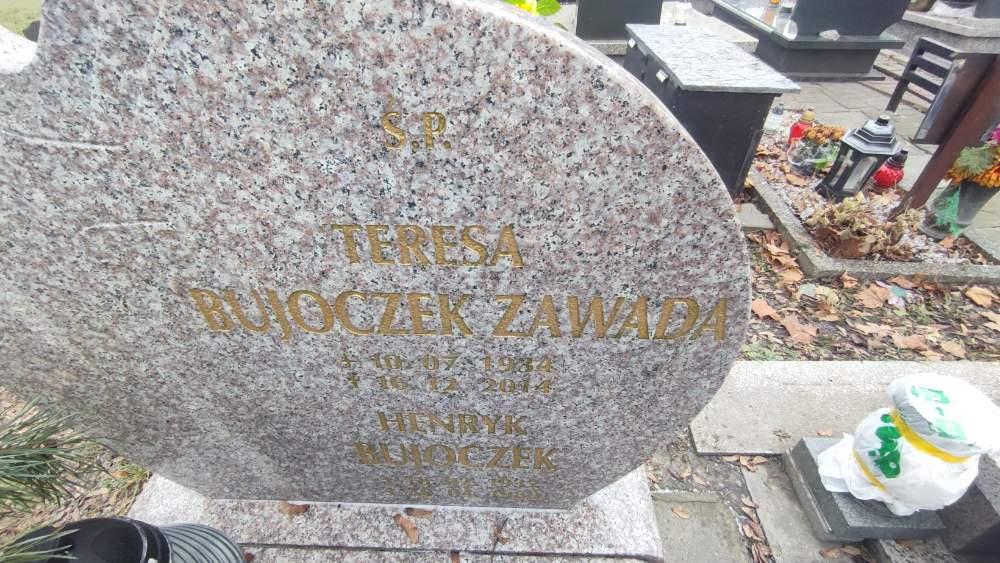 Ś.P.
TERESA
BUJOCZEK ZAWADA
* 10.07.1934
✝ 16.12.2014
HENRYK
BUJOCZEK